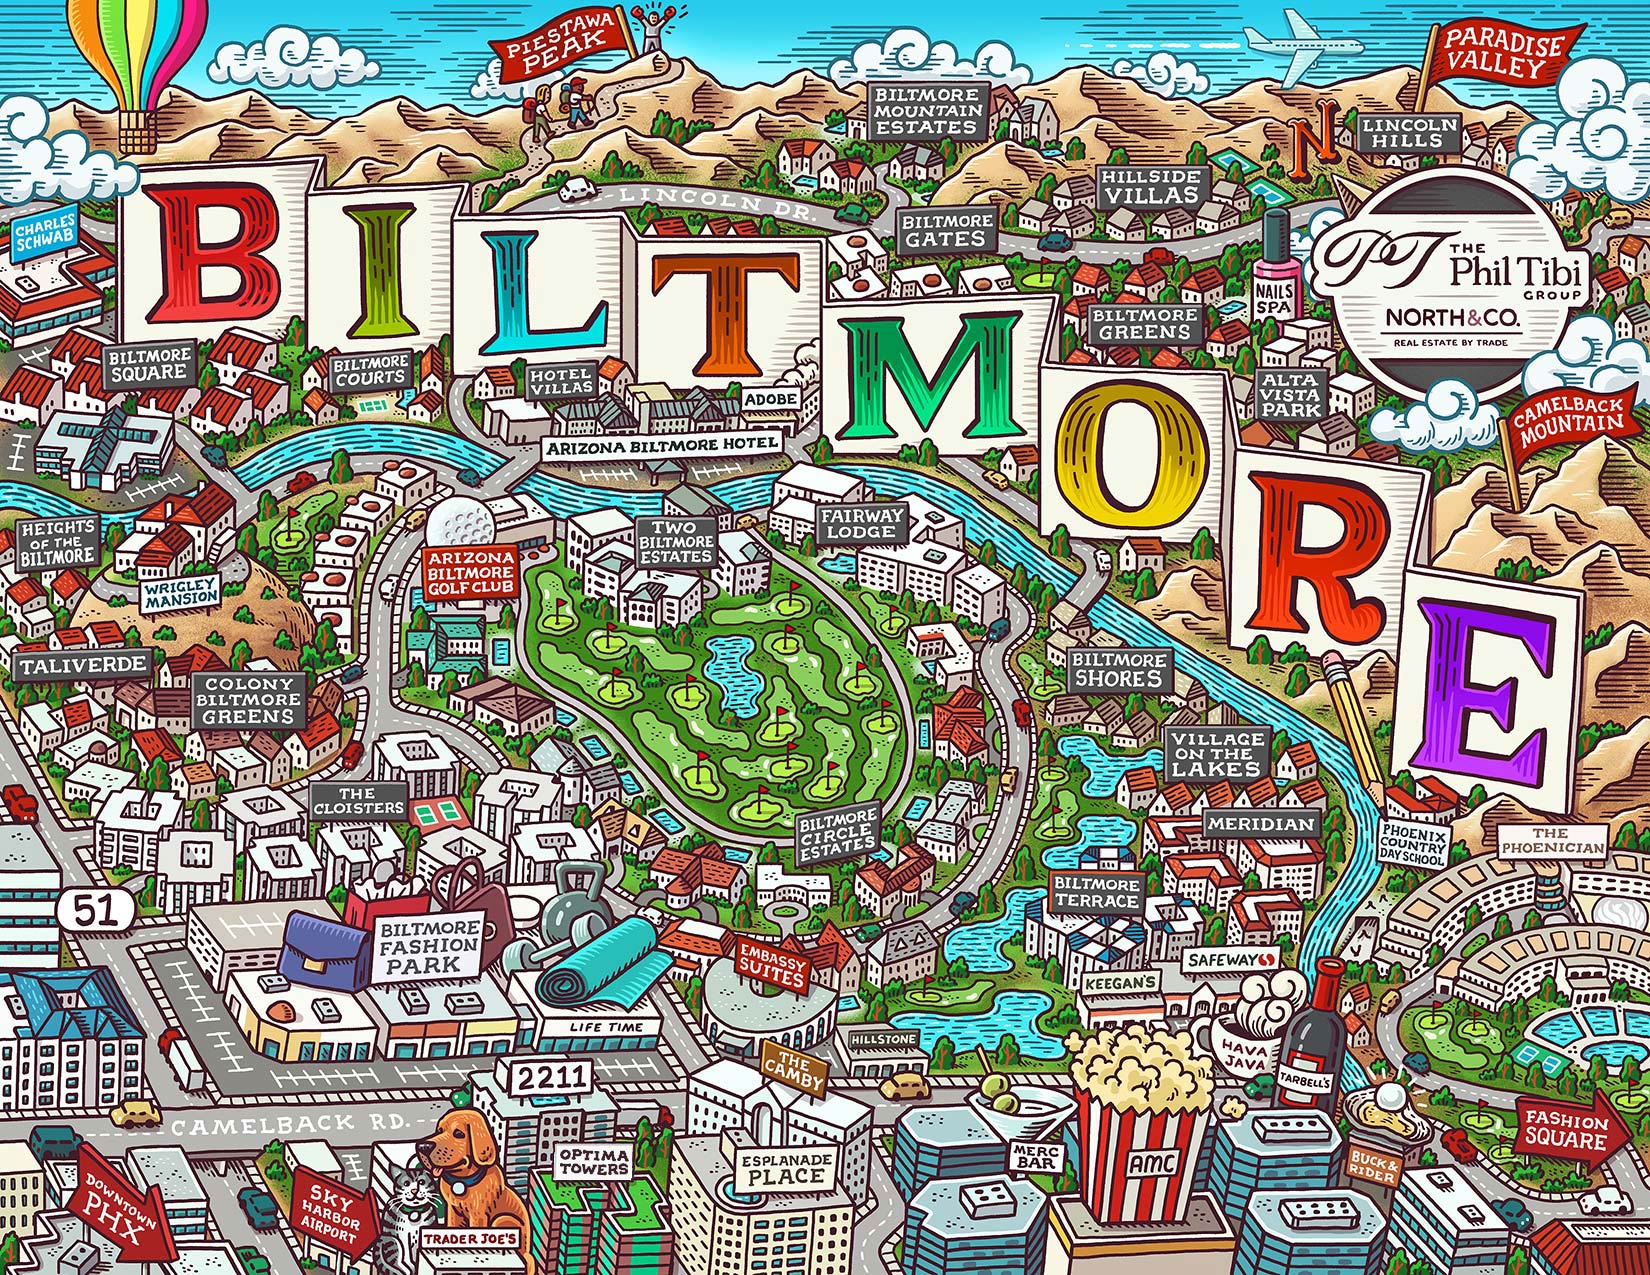 PIESTAWA
PEAK
PARADISE
VALLEY
BILTMORE
MOUNTAIN
ESTATES
N
LINCOLN
HILLS
HILLSIDE
VILLAS
LINCOLN DR.
BILTMORE
GATES
CHARLES
SCHWAB
BILTMORE
PT THE
Phil Tibi
GROUP
NORTH&CO.
REAL ESTATE BY TRADE
NAILS
SPA
BILTMORE
GREENS
BILTMORE
SQUARE
BILTMORE
COURTS
HOTEL
VILLAS
ADOBE
ARIZONA BILTMORE HOTEL
ALTA
VISTA
PARK
CAMELBACK
MOUNTAIN
HEIGHTS
OF THE
BILTMORE
WRIGLEY
MANSION
ARIZONA
BILTMORE
GOLF CLUB
TWO
BILTMORE
ESTATES
FAIRWAY
LODGE
TALIVERDE
COLONY
BILTMORE
GREENS
BILTMORE
SHORES
VILLAGE
ON THE
LAKES
THE
CLOISTERS
BILTMORE
CIRCLE
ESTATES
MERIDIAN
PHOENIX
COUNTRY
DAY SCHOOL
THE
PHOENICIAN
BILTMORE
TERRACE
51
BILTMORE
FASHION
PARK
EMBASSY
SUITES
SAFEWAY
KEEGAN'S
LIFE TIME
HILLSTONE
HAVA
JAVA
TARBELL'S
THE
CAMBY
2211
CAMELBACK RD.
FASHION
SQUARE
OPTIMA
TOWERS
ESPLANADE
PLACE
MERC
BAR
AMC
BUCK &
RIDER
DOWNTOWN
PHX
SKY
HARBOR
AIRPORT
TRADER JOE'S